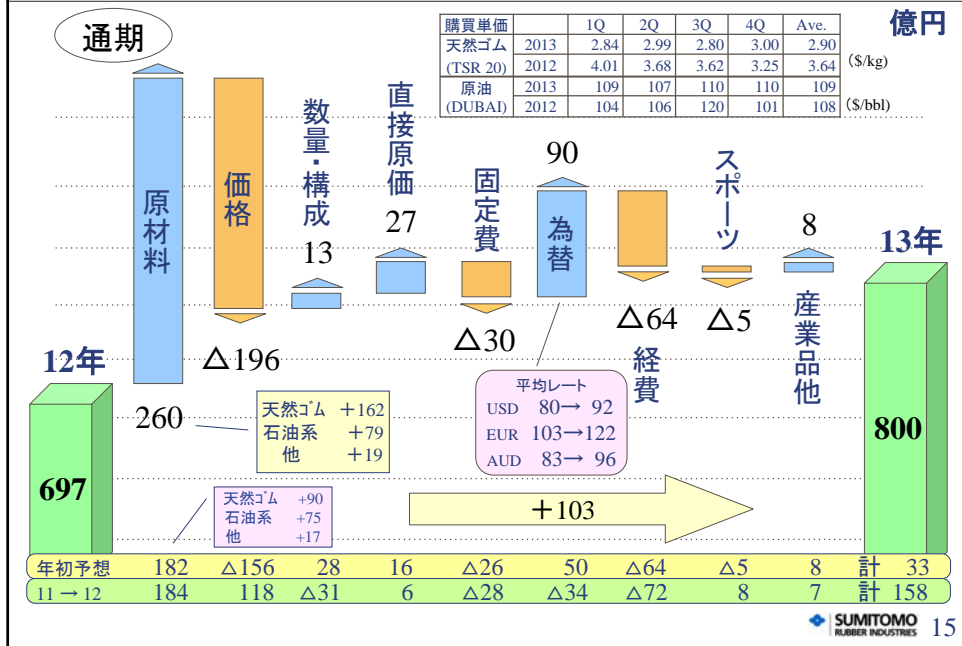 通期
億円
購買単価 1Q 2Q 3Q 4Q Ave.
天然ゴム 2013 2.84 2.99 2.80 3.00 2.90
(TSR 20) 2012 4.01 3.68 3.62 3.25 3.64
($/kg)
原油 2013 109 107 110 110 109
(DUBAI) 2012 104 106 120 101 108
($/bbl)
12年
697
原材料
260
価格
△196
数量・構成
13
直接原価
27
固定費
△30
為替
90
経費
△64
スポーツ
△5
産業品他
8
13年
800
天然ゴム +162
石油系 +79
他 +19
天然ゴム +90
石油系 +75
他 +17
平均レート
USD 80→ 92
EUR 103→122
AUD 83→ 96
+103
年初予想 182 △156 28 16 △26 50 △64 △5 8 計 33
11 → 12 184 118 △31 6 △28 △34 △72 8 7 計 158
SUMITOMO
RUBBER INDUSTRIES
15